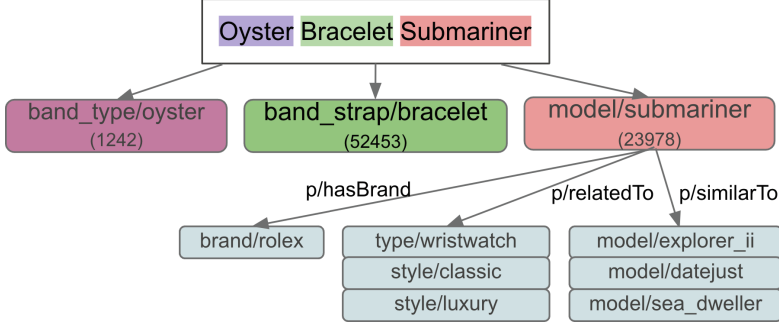 Oyster Bracelet Submariner
band_type/oyster
(1242)
band_strap/bracelet
(52453)
model/submariner
(23978)
p/hasBrand
p/relatedTo
p/similarTo
brand/rolex
type/wristwatch
style/classic
style/luxury
model/explorer_ii
model/datejust
model/sea_dweller